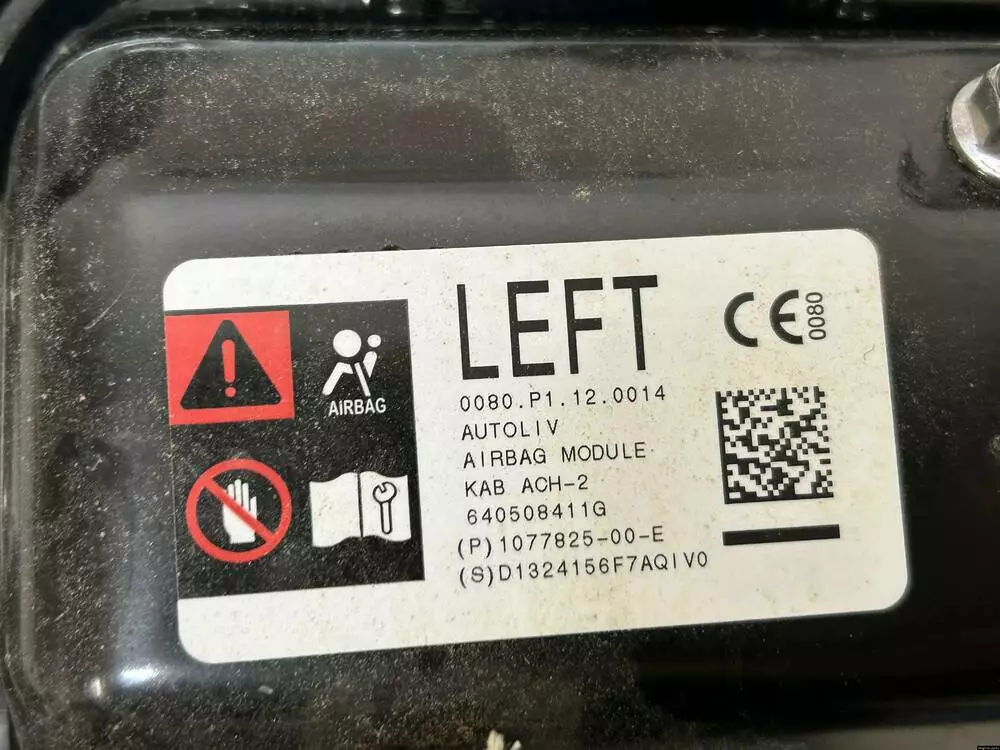 LEFT
CE 0080
AIRBAG
0080.P1.12.0014
AUTOLIV
AIRBAG MODULE
KAB ACH-2
640508411G
(P)1077825-00-E
(S)D1324156F7AQIV0